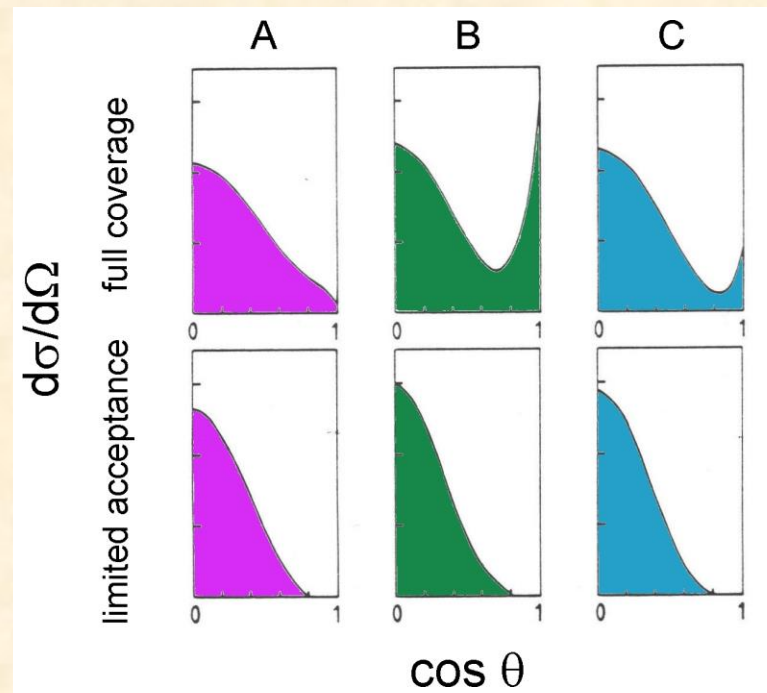 A B C
dσ/dΩ
full coverage
0 1 0 1 0 1
limited acceptance
0 1 0 1 0 1
cos θ